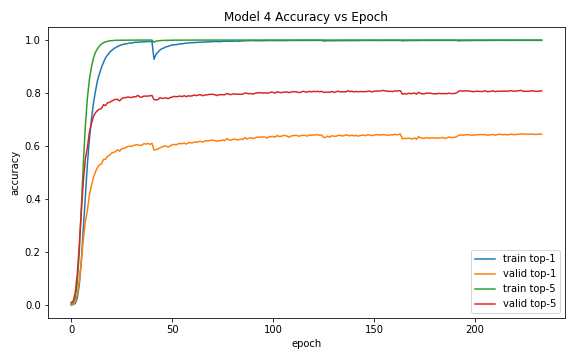 Model 4 Accuracy vs Epoch
1.0
0.8
0.6
0.4
0.2
0.0
accuracy
0
50
100
150
200
epoch
train top-1
valid top-1
train top-5
valid top-5